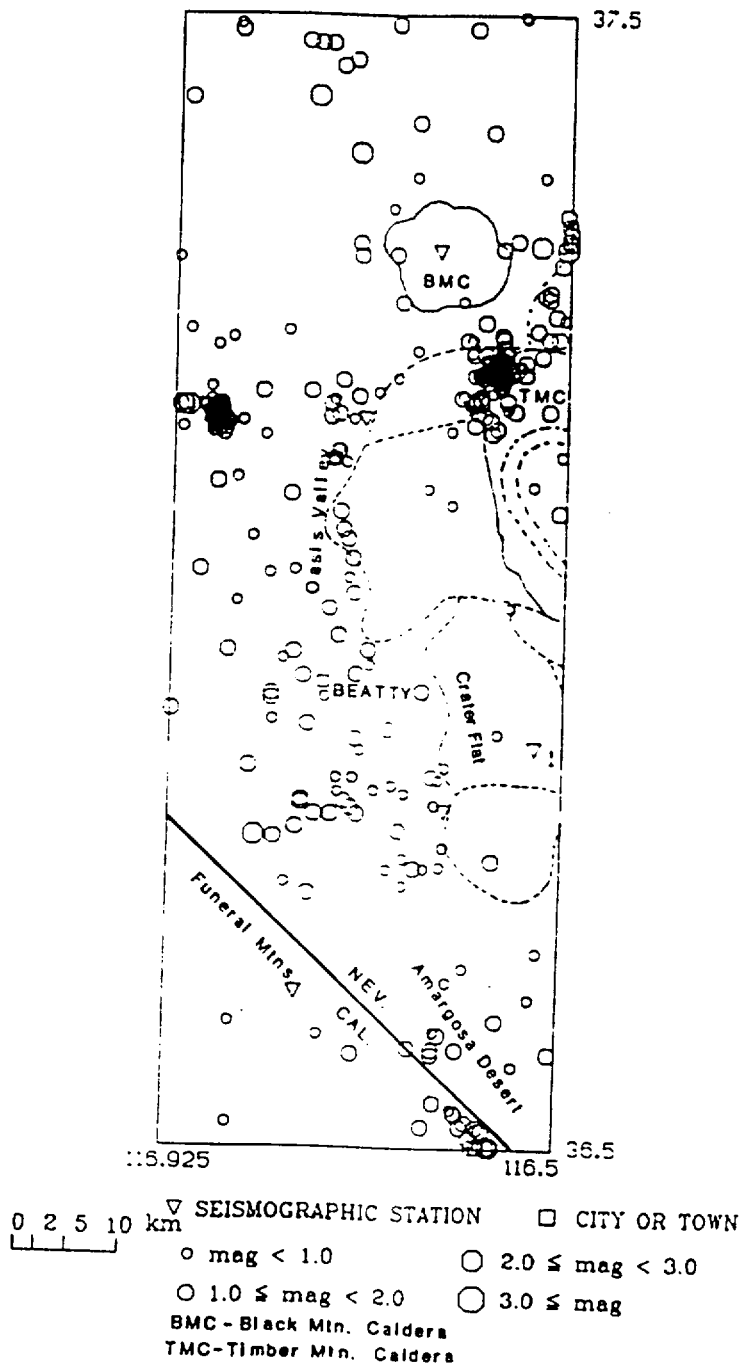 37.5
BMC
TMC
Oasis Valley
BEATTY
Crater Flat
Funeral Mtns.
NEV.
CAL.
Amargosa Desert
36.5
116.5
0 2 5 10 km
▽ SEISMOGRAPHIC STATION □ CITY OR TOWN
○ mag < 1.0 ○ 2.0 ≤ mag < 3.0
○ 1.0 ≤ mag < 2.0 ○ 3.0 ≤ mag
BMC-Black Mtn. Caldera
TMC-Timber Mtn. Caldera